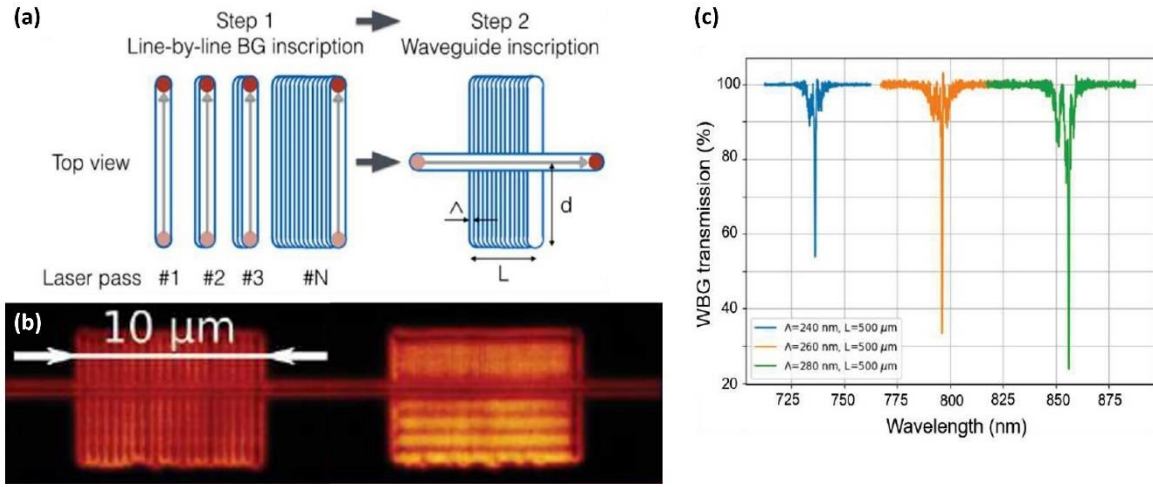 (a)
Step 1
Line-by-line BG inscription
Step 2
Waveguide inscription
Top view
Λ
d
L
Laser pass #1 #2 #3 #N
(b)
10 μm
(c)
WBG transmission (%)
100
80
60
40
20
Λ=240 nm, L=500 μm
Λ=260 nm, L=500 μm
Λ=280 nm, L=500 μm
725 750 775 800 825 850 875
Wavelength (nm)